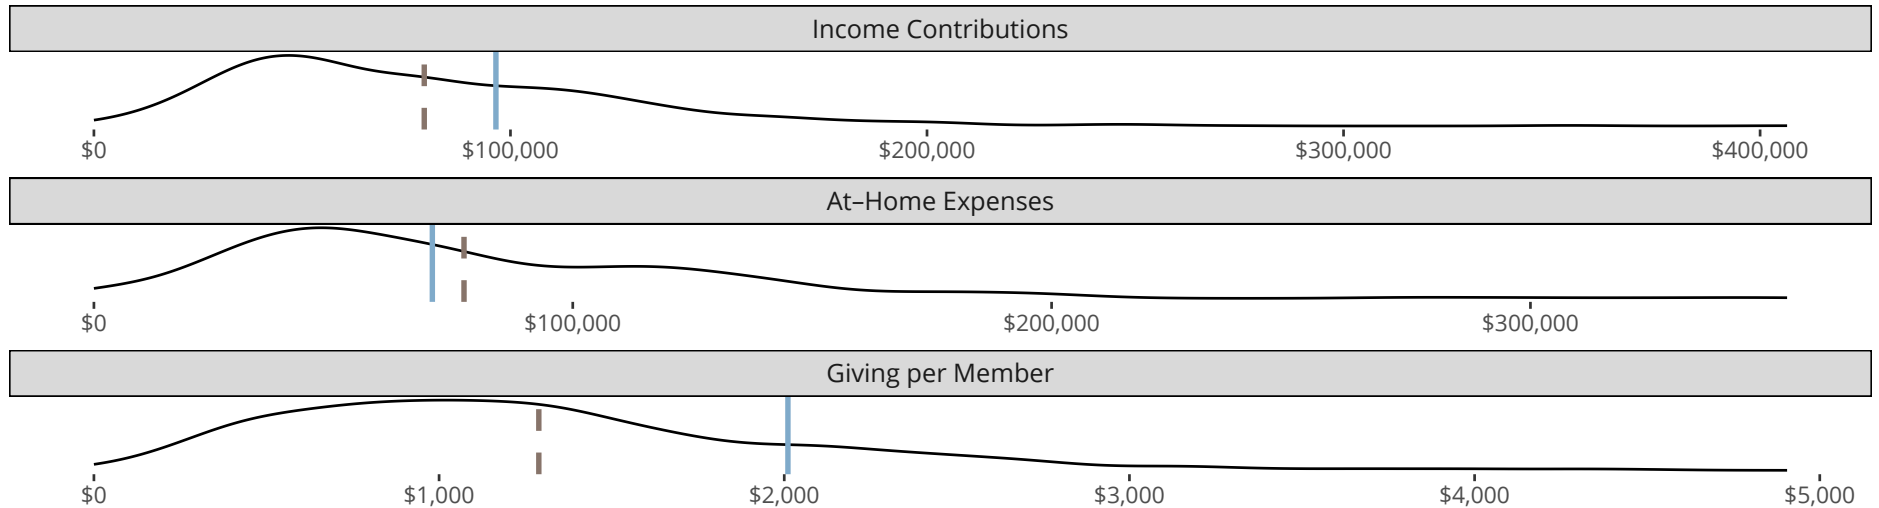 Income Contributions
$0 $100,000 $200,000 $300,000 $400,000
At–Home Expenses
$0 $100,000 $200,000 $300,000
Giving per Member
$0 $1,000 $2,000 $3,000 $4,000 $5,000